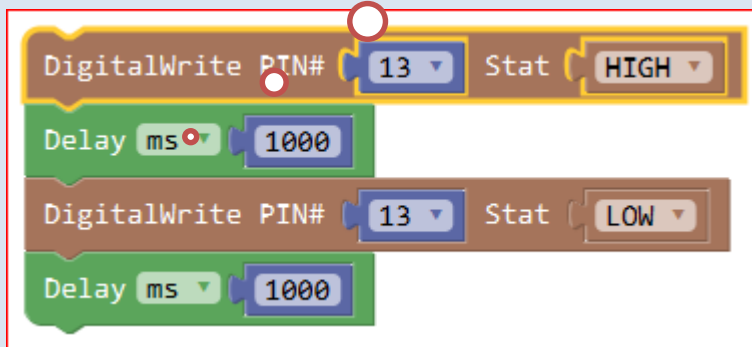 DigitalWrite PIN# 13 Stat HIGH
Delay ms 1000
DigitalWrite PIN# 13 Stat LOW
Delay ms 1000